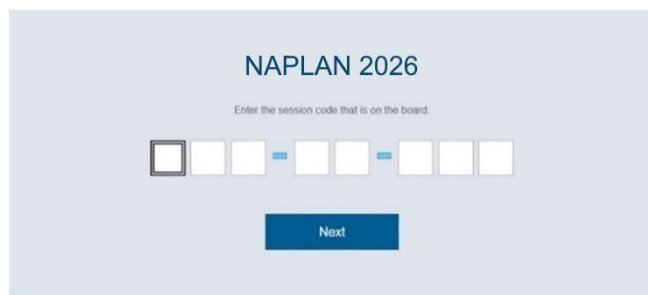 NAPLAN 2026
Enter the session code that is on the board
Next